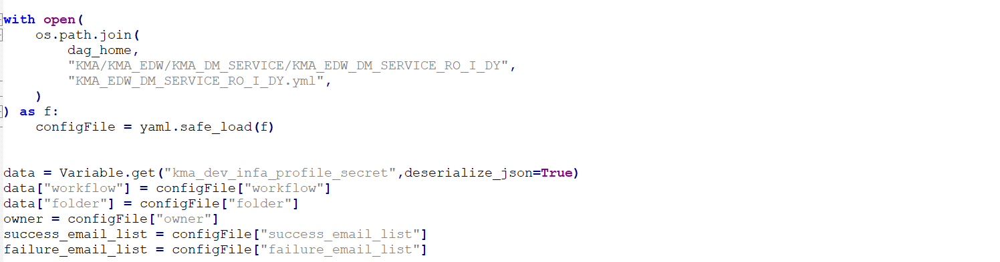 with open(
    os.path.join(
        dag_home,
        "KMA/KMA_EDW/KMA_DM_SERVICE/KMA_EDW_DM_SERVICE_RO_I_DY",
        "KMA_EDW_DM_SERVICE_RO_I_DY.yml",
    )
) as f:
    configFile = yaml.safe_load(f)
data = Variable.get("kma_dev_infa_profile_secret",deserialize_json=True)
data["workflow"] = configFile["workflow"]
data["folder"] = configFile["folder"]
owner = configFile["owner"]
success_email_list = configFile["success_email_list"]
failure_email_list = configFile["failure_email_list"]